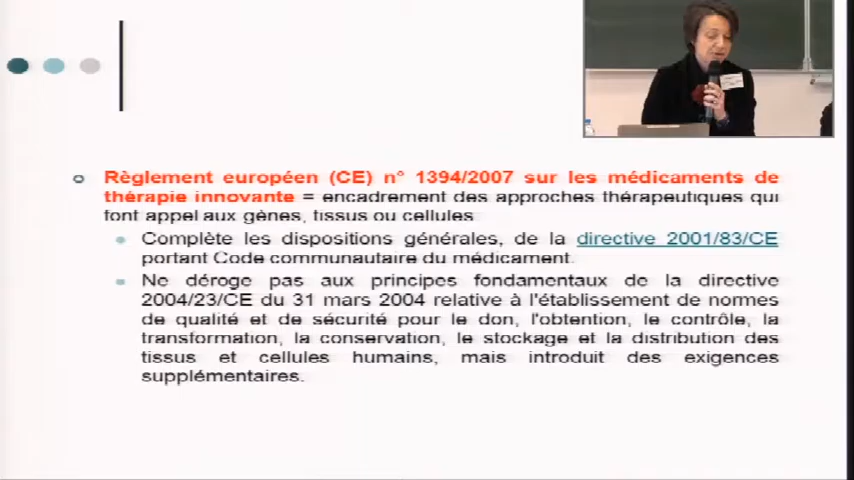 Règlement européen (CE) n° 1394/2007 sur les médicaments de
thérapie innovante = encadrement des approches thérapeutiques qui
font appel aux gènes, tissus ou cellules
Complète les dispositions générales, de la directive 2001/83/CE
portant Code communautaire du médicament.
Ne déroge pas aux principes fondamentaux de la directive
2004/23/CE du 31 mars 2004 relative à l'établissement de normes
de qualité et de sécurité pour le don, l'obtention, le contrôle, la
transformation, la conservation, le stockage et la distribution des
tissus et cellules humains, mais introduit des exigences
supplémentaires.